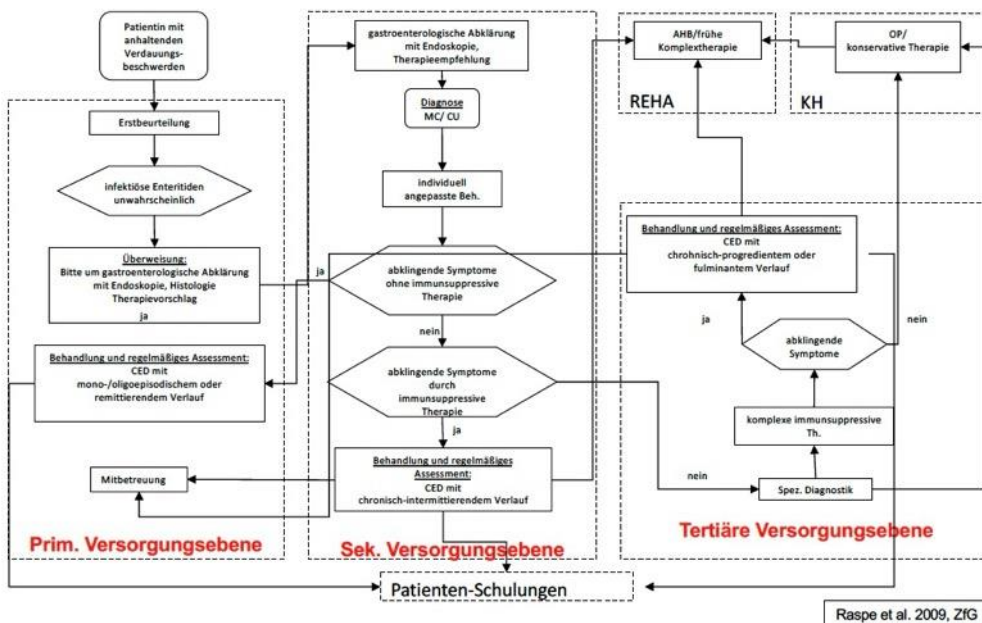 Patientin mit
anhaltenden
Verdauungs-
beschwerden
Erstbeurteilung
infektiöse Enteritiden
unwahrscheinlich
Überweisung:
Bitte um gastroenterologische Abklärung
mit Endoskopie, Histologie
Therapievorschlag
ja
Behandlung und regelmäßiges Assessment:
CED mit
mono-/oligoepisodischem oder
remittierendem Verlauf
Mitbetreuung
Prim. Versorgungsebene
gastroenterologische Abklärung
mit Endoskopie,
Therapieempfehlung
Diagnose
MC/ CU
individuell
angepasste Beh.
ja
abklingende Symptome
ohne immunsuppressive
Therapie
nein
abklingende Symptome
durch
immunsuppressive
Therapie
ja
Behandlung und regelmäßiges
Assessment:
CED mit
chronisch-intermittierendem Verlauf
Sek. Versorgungsebene
AHB/frühe
Komplextherapie
REHA
OP/
konservative Therapie
KH
Behandlung und regelmäßiges Assessment:
CED mit
chrohnisch-progredientem oder
fulminantem Verlauf
ja
nein
abklingende
Symptome
komplexe immunsuppressive
Th.
nein
Spez. Diagnostik
Tertiäre Versorgungsebene
Patienten-Schulungen
Raspe et al. 2009, ZfG